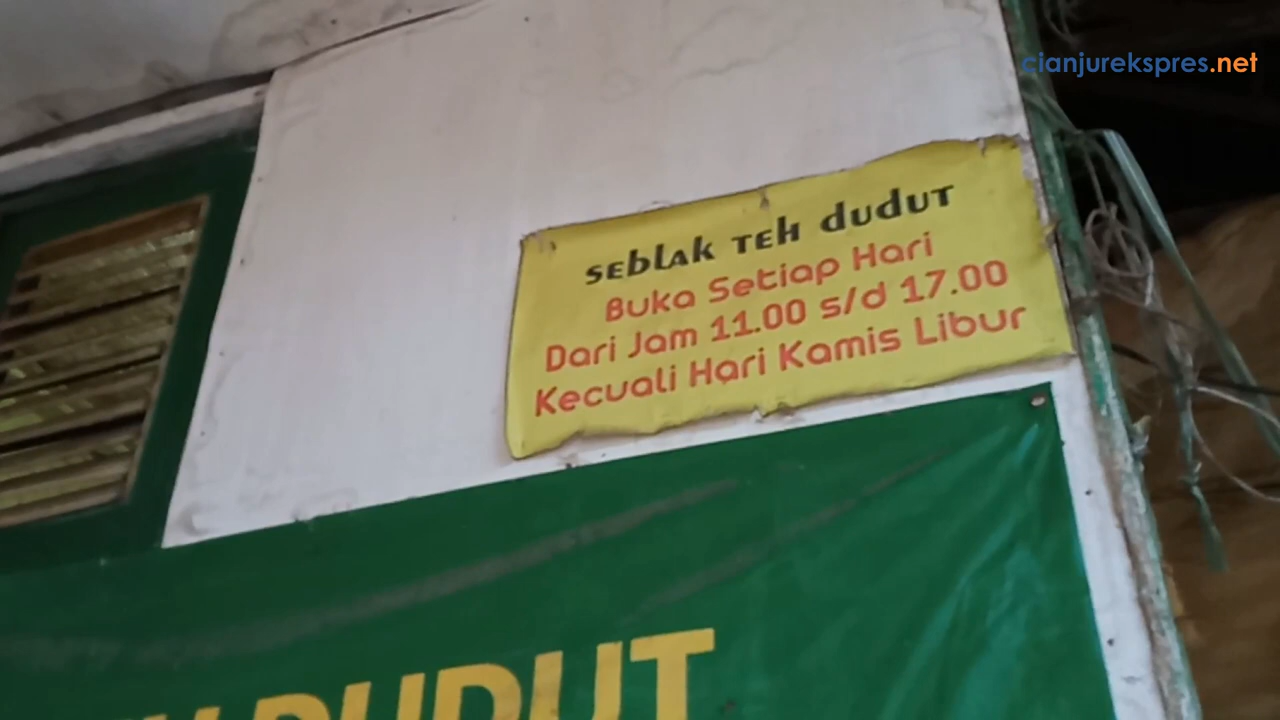 cianjurekspres.net
SEBLAK TEH DUDUT
Buka Setiap Hari
Dari Jam 11.00 s/d 17.00
Kecuali Hari Kamis Libur
DUDUT